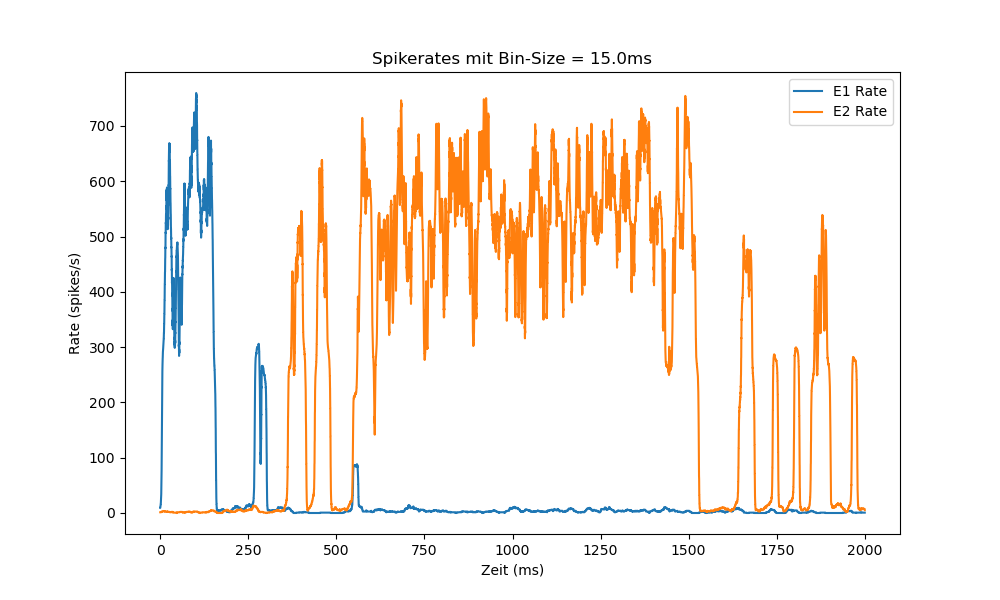 Spikerates mit Bin-Size = 15.0ms
E1 Rate
E2 Rate
Rate (spikes/s)
700
600
500
400
300
200
100
0
0 250 500 750 1000 1250 1500 1750 2000
Zeit (ms)